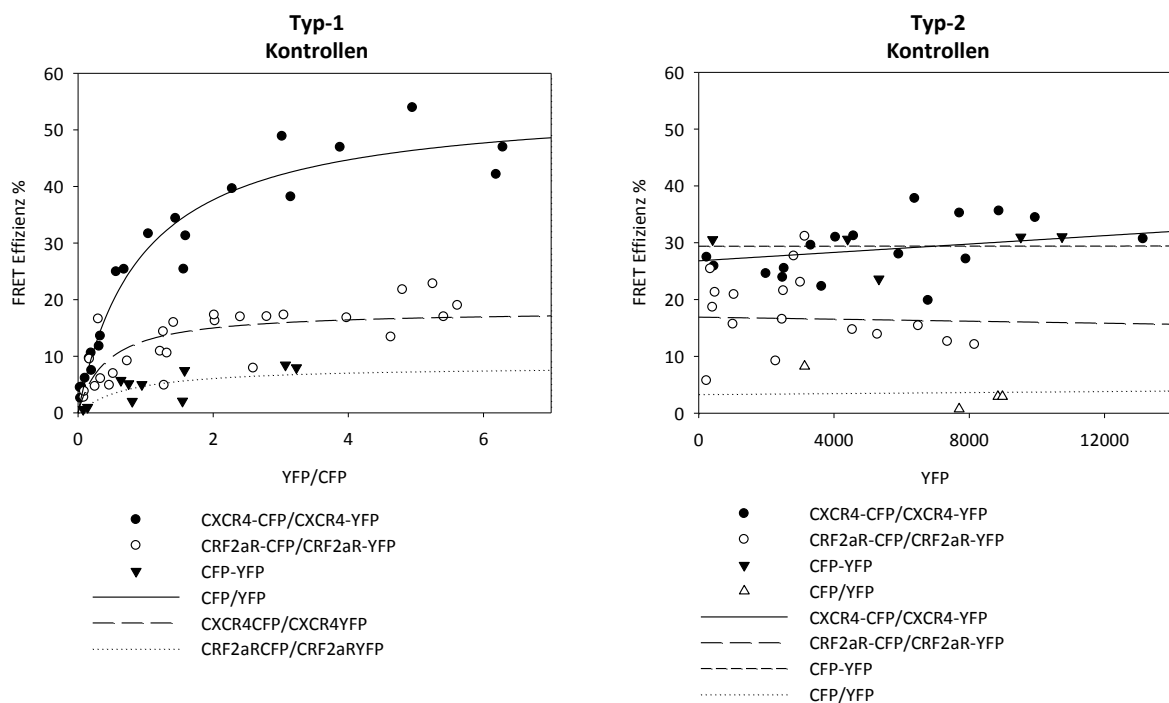 Typ-1
Kontrollen
60
50
40
30
20
10
0
FRET Effizienz %
0 2 4 6
YFP/CFP
CXCR4-CFP/CXCR4-YFP
CRF2aR-CFP/CRF2aR-YFP
CFP-YFP
CFP/YFP
CXCR4CFP/CXCR4YFP
CRF2aRCFP/CRF2aRYFP
Typ-2
Kontrollen
60
50
40
30
20
10
0
FRET Effizienz %
0 4000 8000 12000
YFP
CXCR4-CFP/CXCR4-YFP
CRF2aR-CFP/CRF2aR-YFP
CFP-YFP
CFP/YFP
CXCR4-CFP/CXCR4-YFP
CRF2aR-CFP/CRF2aR-YFP
CFP-YFP
CFP/YFP